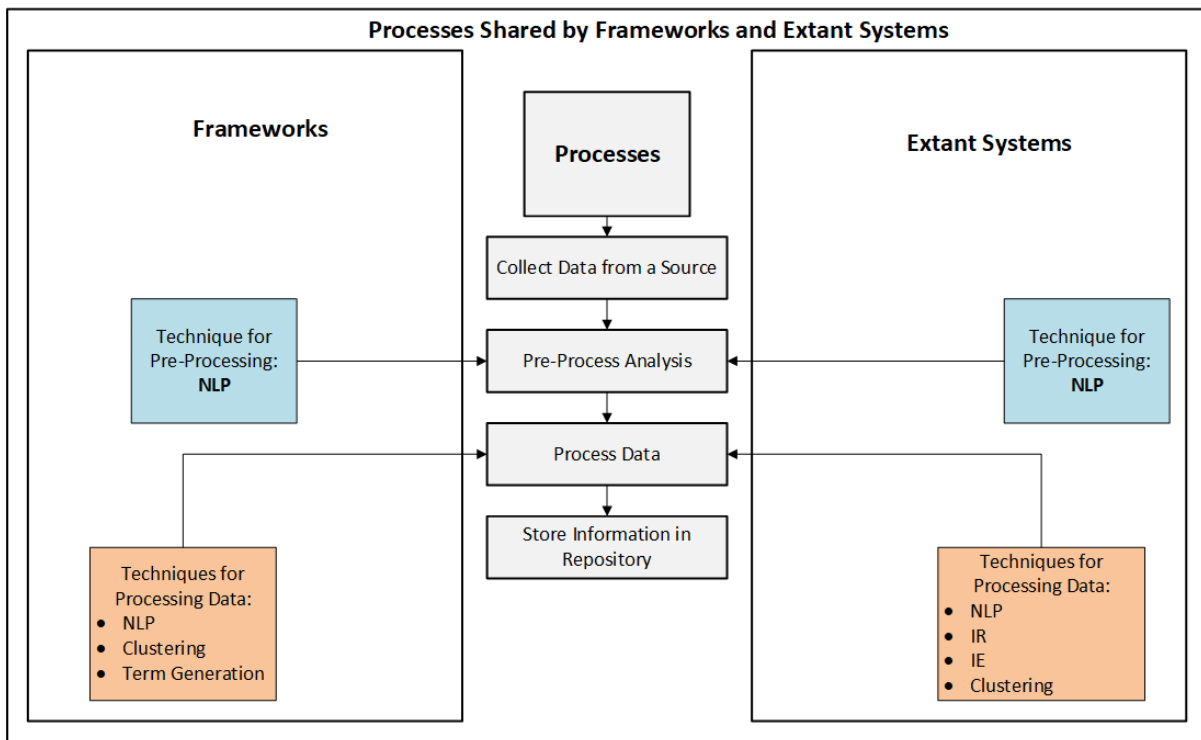 Processes Shared by Frameworks and Extant Systems
Frameworks
Processes
Extant Systems
Collect Data from a Source
Technique for
Pre-Processing:
NLP
Pre-Process Analysis
Technique for
Pre-Processing:
NLP
Process Data
Store Information in
Repository
Techniques for
Processing Data:
● NLP
● Clustering
● Term Generation
Techniques for
Processing Data:
● NLP
● IR
● IE
● Clustering